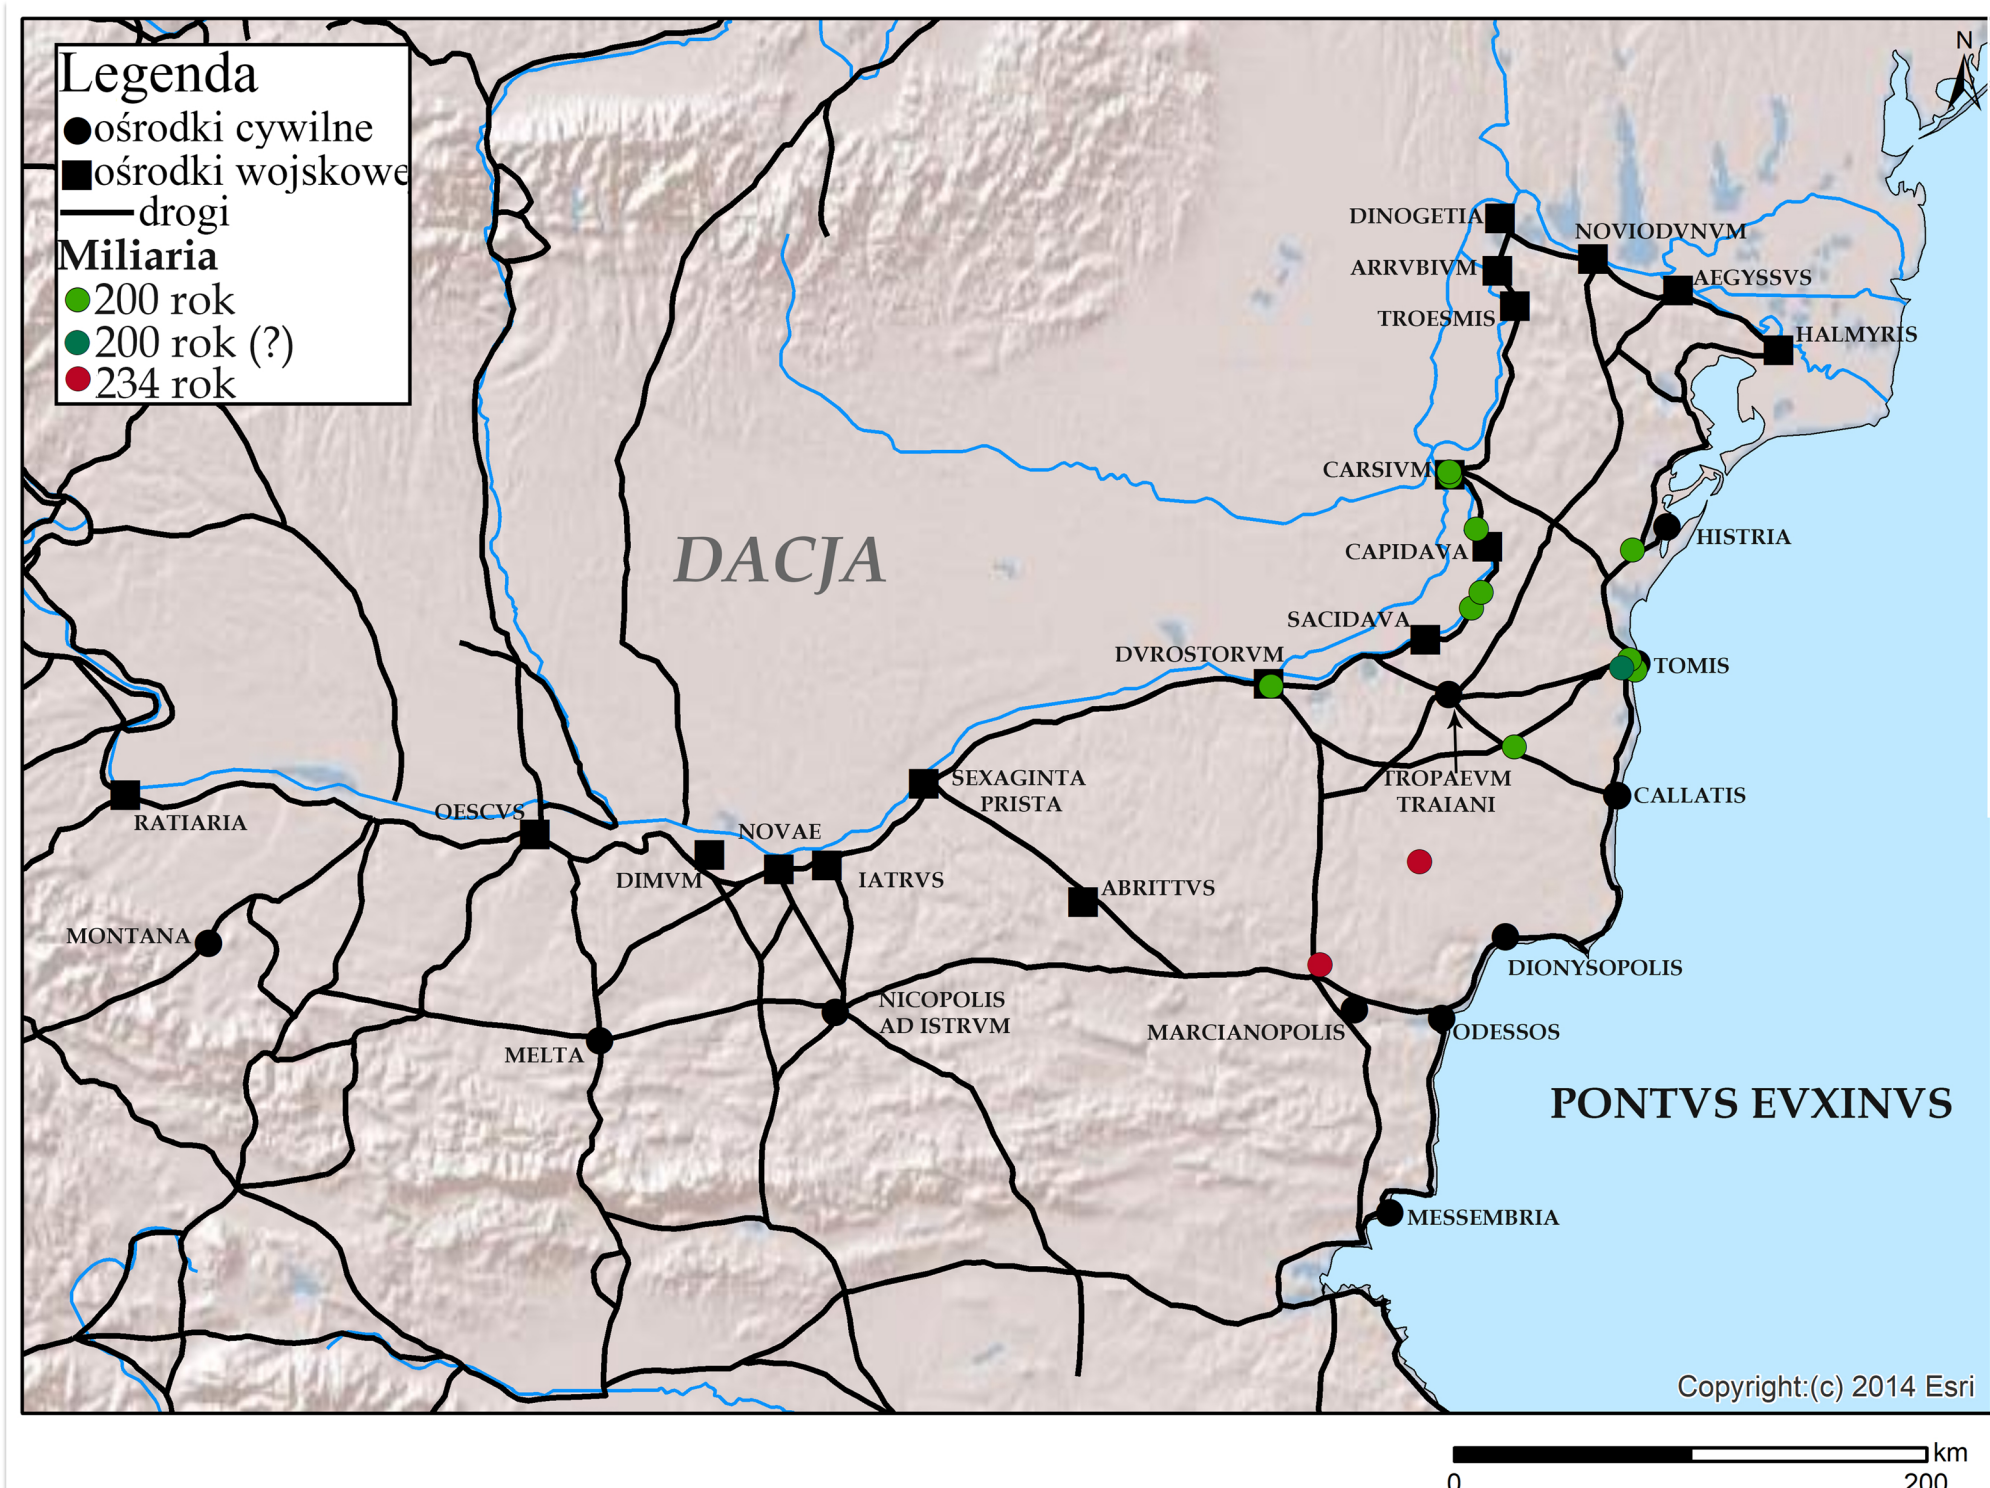 Legenda
ośrodki cywilne
ośrodki wojskowe
drogi
Miliaria
200 rok
200 rok (?)
234 rok
N
DINOGETIA
NOVIODVNVM
ARRVBIVM
AEGYSSVS
TROESMIS
HALMYRIS
CARSIVM
DACJA
CAPIDAVA
HISTRIA
SACIDAVA
DVROSTORVM
TOMIS
SEXAGINTA
PRISTA
TROPAEVM
TRAIANI
CALLATIS
RATIARIA
OESCVS
NOVAE
DIMVM
IATRVS
ABRITTVS
MONTANA
DIONYSOPOLIS
NICOPOLIS
AD ISTRVM
MARCIANOPOLIS
ODESSOS
MELTA
PONTVS EVXINVS
MESSEMBRIA
Copyright:(c) 2014 Esri
km
0
200